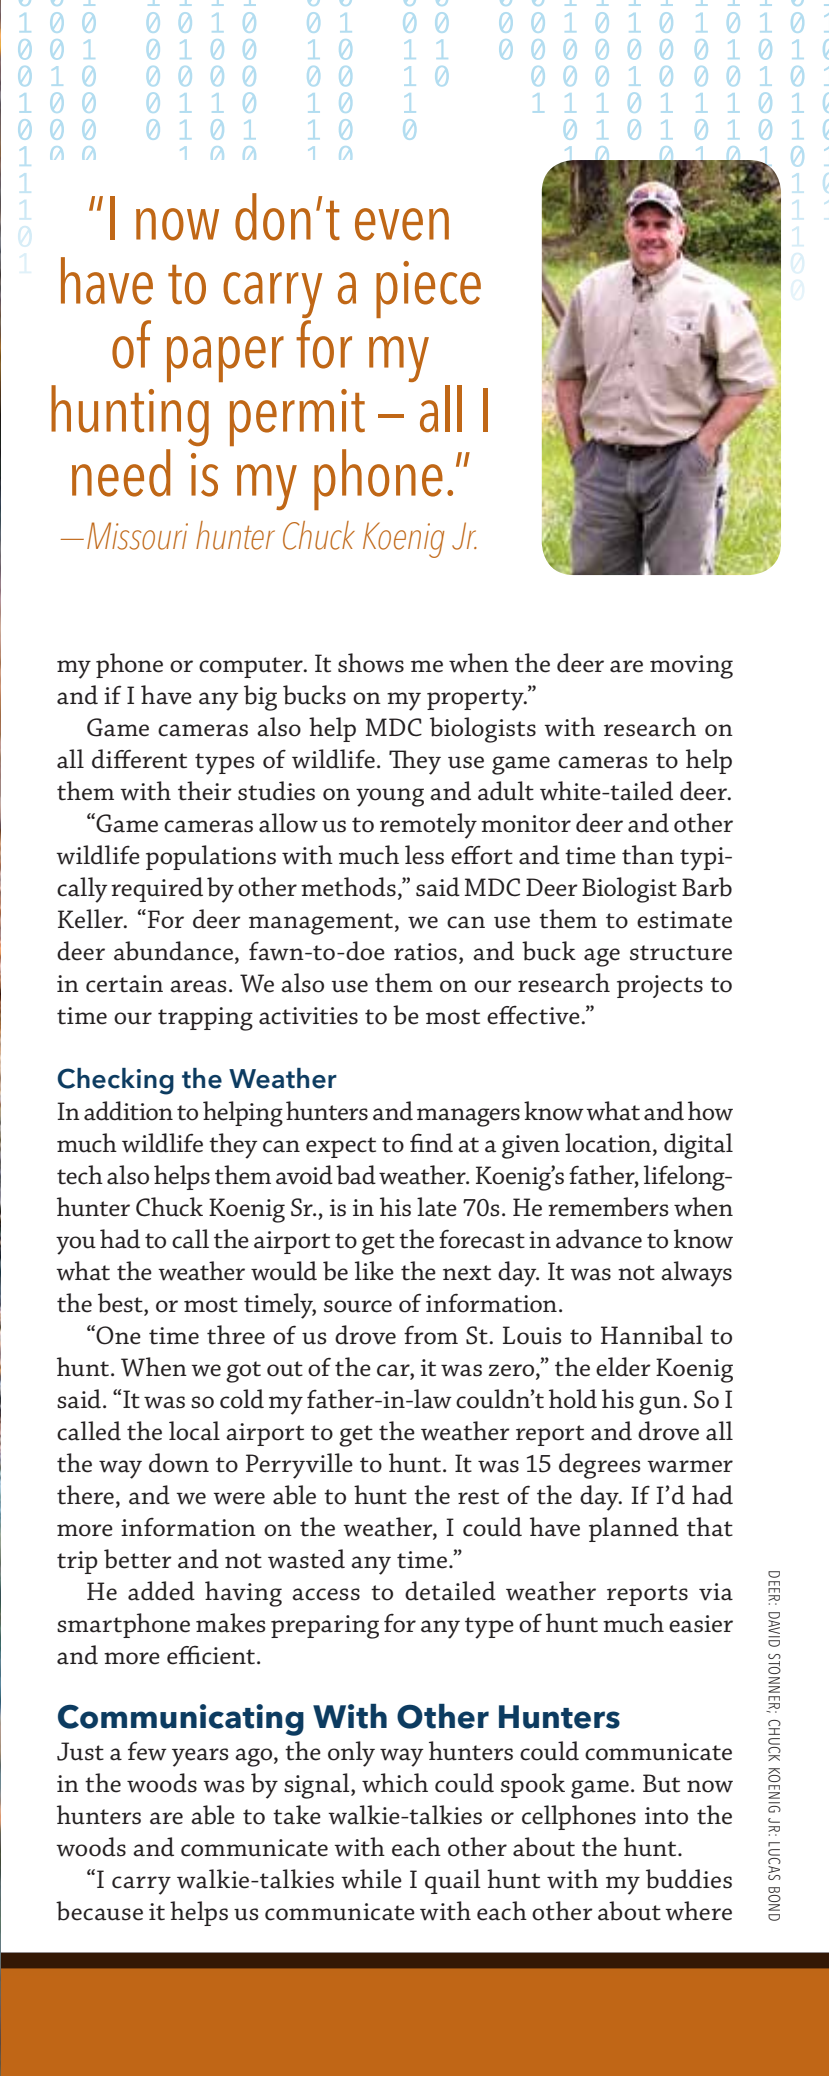 “I now don’t even
have to carry a piece
of paper for my
hunting permit — all I
need is my phone.”
—Missouri hunter Chuck Koenig Jr.
my phone or computer. It shows me when the deer are moving
and if I have any big bucks on my property.”
Game cameras also help MDC biologists with research on
all different types of wildlife. They use game cameras to help
them with their studies on young and adult white-tailed deer.
“Game cameras allow us to remotely monitor deer and other
wildlife populations with much less effort and time than typi-
cally required by other methods,” said MDC Deer Biologist Barb
Keller. “For deer management, we can use them to estimate
deer abundance, fawn-to-doe ratios, and buck age structure
in certain areas. We also use them on our research projects to
time our trapping activities to be most effective.”
Checking the Weather
In addition to helping hunters and managers know what and how
much wildlife they can expect to find at a given location, digital
tech also helps them avoid bad weather. Koenig’s father, lifelong-
hunter Chuck Koenig Sr., is in his late 70s. He remembers when
you had to call the airport to get the forecast in advance to know
what the weather would be like the next day. It was not always
the best, or most timely, source of information.
“One time three of us drove from St. Louis to Hannibal to
hunt. When we got out of the car, it was zero,” the elder Koenig
said. “It was so cold my father-in-law couldn’t hold his gun. So I
called the local airport to get the weather report and drove all
the way down to Perryville to hunt. It was 15 degrees warmer
there, and we were able to hunt the rest of the day. If I’d had
more information on the weather, I could have planned that
trip better and not wasted any time.”
He added having access to detailed weather reports via
smartphone makes preparing for any type of hunt much easier
and more efficient.
Communicating With Other Hunters
Just a few years ago, the only way hunters could communicate
in the woods was by signal, which could spook game. But now
hunters are able to take walkie-talkies or cellphones into the
woods and communicate with each other about the hunt.
“I carry walkie-talkies while I quail hunt with my buddies
because it helps us communicate with each other about where
DEER: DAVID STONNER; CHUCK KOENIG JR: LUCAS BOND